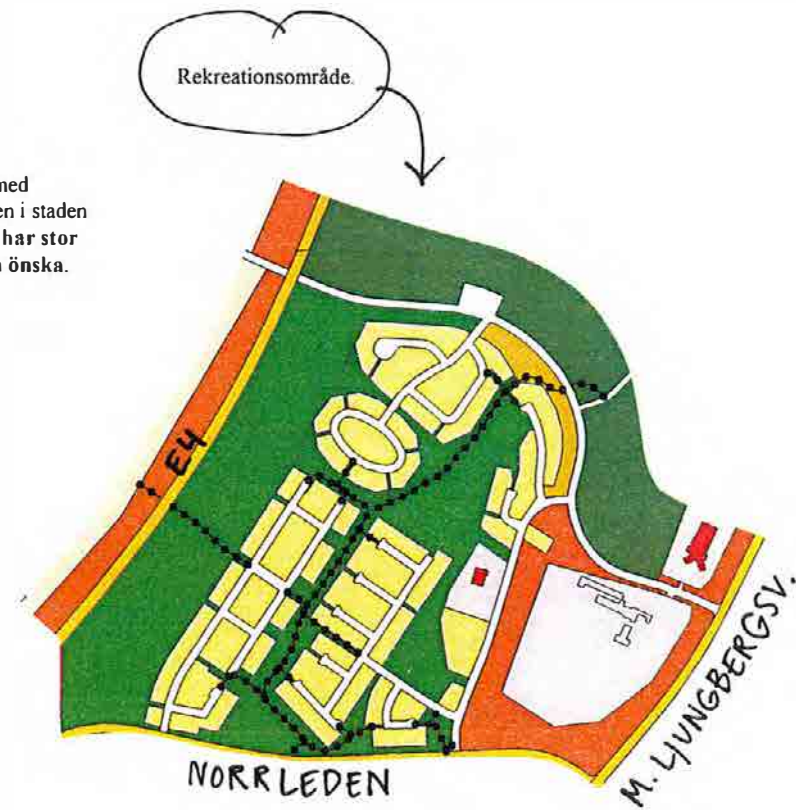 Rekreationsområde.
med
en i staden
har stor
önska.
E4
NORRLEDEN
M. LJUNGBERGSV.